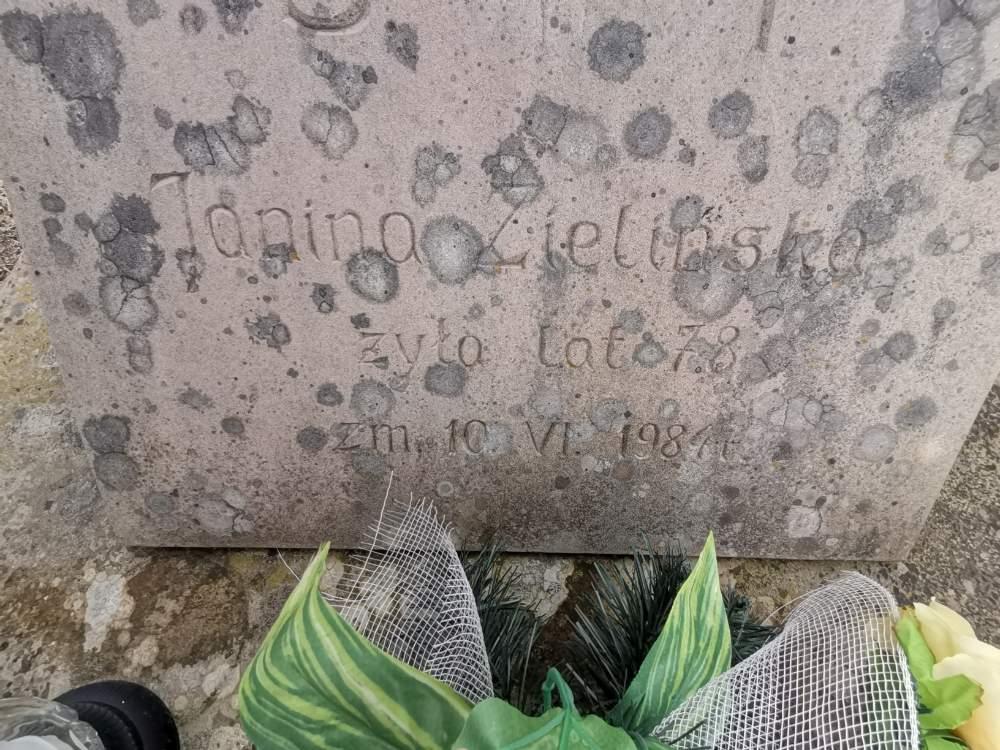 Janina Zielińska
żyła lat 78
zm. 10 VI. 1984 r.